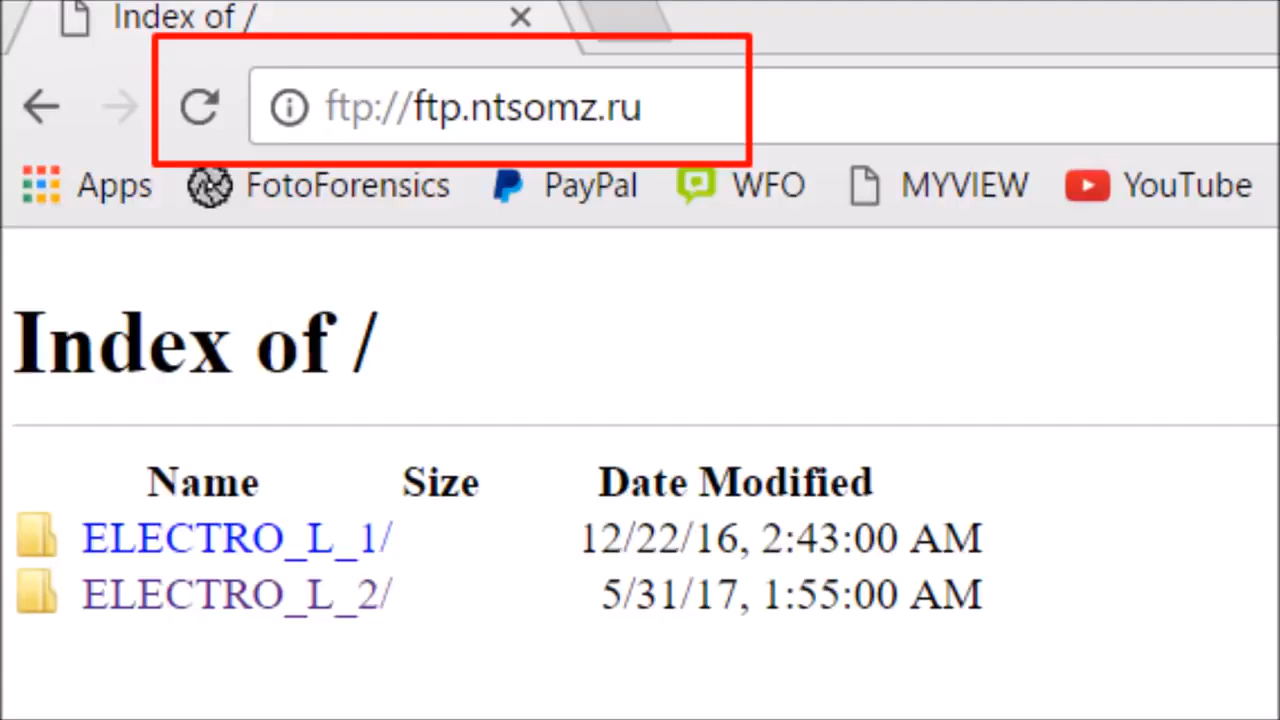 Index of /
ftp://ftp.ntsomz.ru
Apps FotoForensics PayPal WFO MYVIEW YouTube
Index of /
Name Size Date Modified
ELECTRO_L_1/ 12/22/16, 2:43:00 AM
ELECTRO_L_2/ 5/31/17, 1:55:00 AM